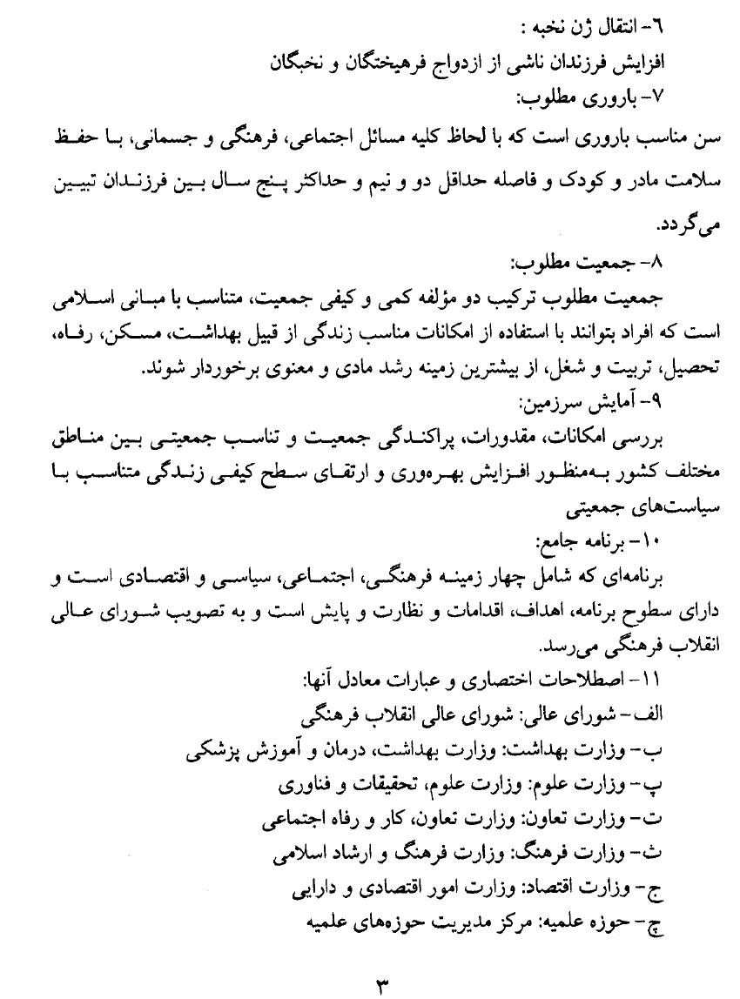 ٦- انتقال ژن نخبه :
افزایش فرزندان ناشی از ازدواج فرهیختگان و نخبگان
٧- باروری مطلوب:
سن مناسب باروری است که با لحاظ کلیه مسائل اجتماعی، فرهنگی و جسمانی، با حفظ
سلامت مادر و کودک و فاصله حداقل دو و نیم و حداکثر پنج سال بین فرزندان تبیین
می‌گردد.
٨- جمعیت مطلوب:
جمعیت مطلوب ترکیب دو مؤلفه کمی و کیفی جمعیت، متناسب با مبانی اسلامی
است که افراد بتوانند با استفاده از امکانات مناسب زندگی از قبیل بهداشت، مسکن، رفاه،
تحصیل، تربیت و شغل، از بیشترین زمینه رشد مادی و معنوی برخوردار شوند.
٩- آمایش سرزمین:
بررسی امکانات، مقدورات، پراکندگی جمعیت و تناسب جمعیتی بین مناطق
مختلف کشور به‌منظور افزایش بهره‌وری و ارتقای سطح کیفی زندگی متناسب با
سیاست‌های جمعیتی
١٠- برنامه جامع:
برنامه‌ای که شامل چهار زمینه فرهنگی، اجتماعی، سیاسی و اقتصادی است و
دارای سطوح برنامه، اهداف، اقدامات و نظارت و پایش است و به تصویب شورای عالی
انقلاب فرهنگی می‌رسد.
١١- اصطلاحات اختصاری و عبارات معادل آنها:
الف- شورای عالی: شورای عالی انقلاب فرهنگی
ب- وزارت بهداشت: وزارت بهداشت، درمان و آموزش پزشکی
پ- وزارت علوم: وزارت علوم، تحقیقات و فناوری
ت- وزارت تعاون: وزارت تعاون، کار و رفاه اجتماعی
ث- وزارت فرهنگ: وزارت فرهنگ و ارشاد اسلامی
ج- وزارت اقتصاد: وزارت امور اقتصادی و دارایی
چ- حوزه علمیه: مرکز مدیریت حوزه‌های علمیه
٣